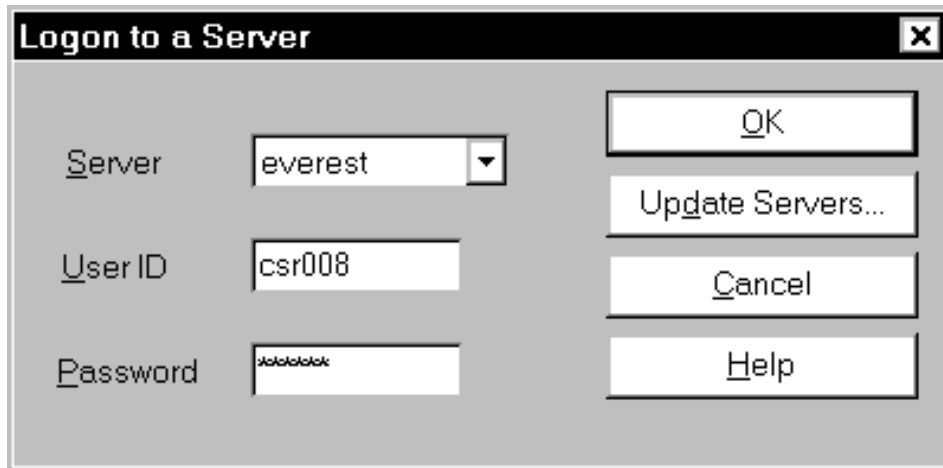 Logon to a Server
Server everest
OK
Update Servers...
User ID csr008
Cancel
Password *******
Help